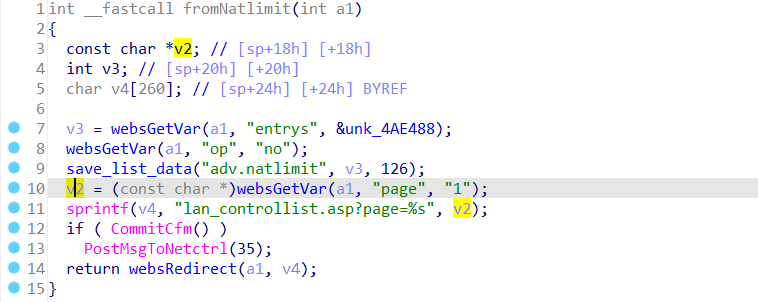 1 int __fastcall fromNatlimit(int a1)
2 {
3 const char *v2; // [sp+18h] [+18h]
4 int v3; // [sp+20h] [+20h]
5 char v4[260]; // [sp+24h] [+24h] BYREF
6
7 v3 = websGetVar(a1, "entrys", &unk_4AE488);
8 websGetVar(a1, "op", "no");
9 save_list_data("adv.natlimit", v3, 126);
10 v2 = (const char *)websGetVar(a1, "page", "1");
11 sprintf(v4, "lan_controllist.asp?page=%s", v2);
12 if ( CommitCfm() )
13 PostMsgToNetctrl(35);
14 return websRedirect(a1, v4);
15 }